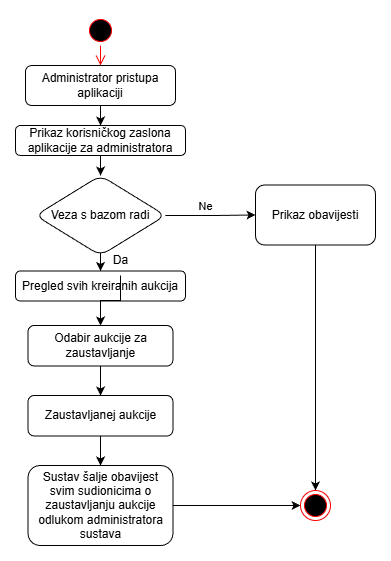 Administrator pristupa
aplikaciji
Prikaz korisničkog zaslona
aplikacije za administratora
Veza s bazom radi
Ne
Prikaz obavijesti
Da
Pregled svih kreiranih aukcija
Odabir aukcije za
zaustavljanje
Zaustavljanej aukcije
Sustav šalje obavijest
svim sudionicima o
zaustavljanju aukcije
odlukom administratora
sustava